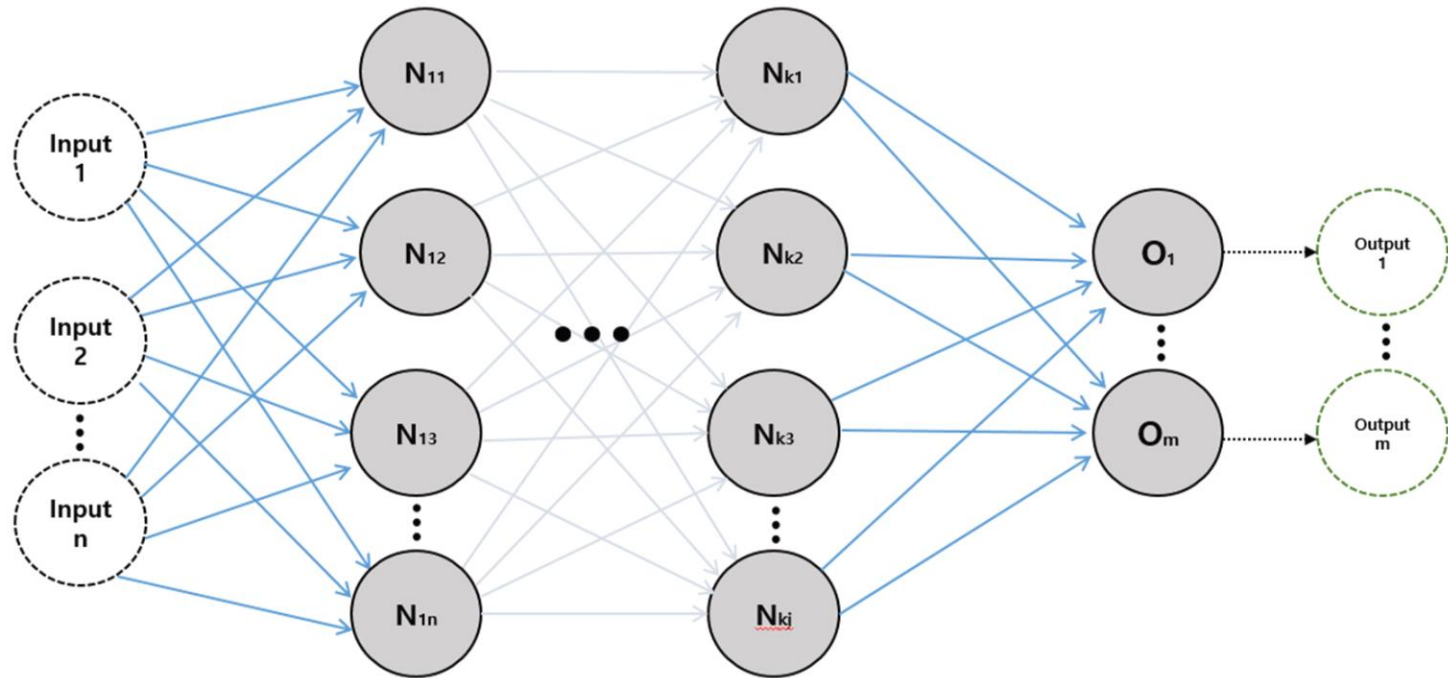 Input
1
Input
2
Input
n
N11
N12
N13
N1n
Nk1
Nk2
Nk3
Nkj
O1
Om
Output
1
Output
m